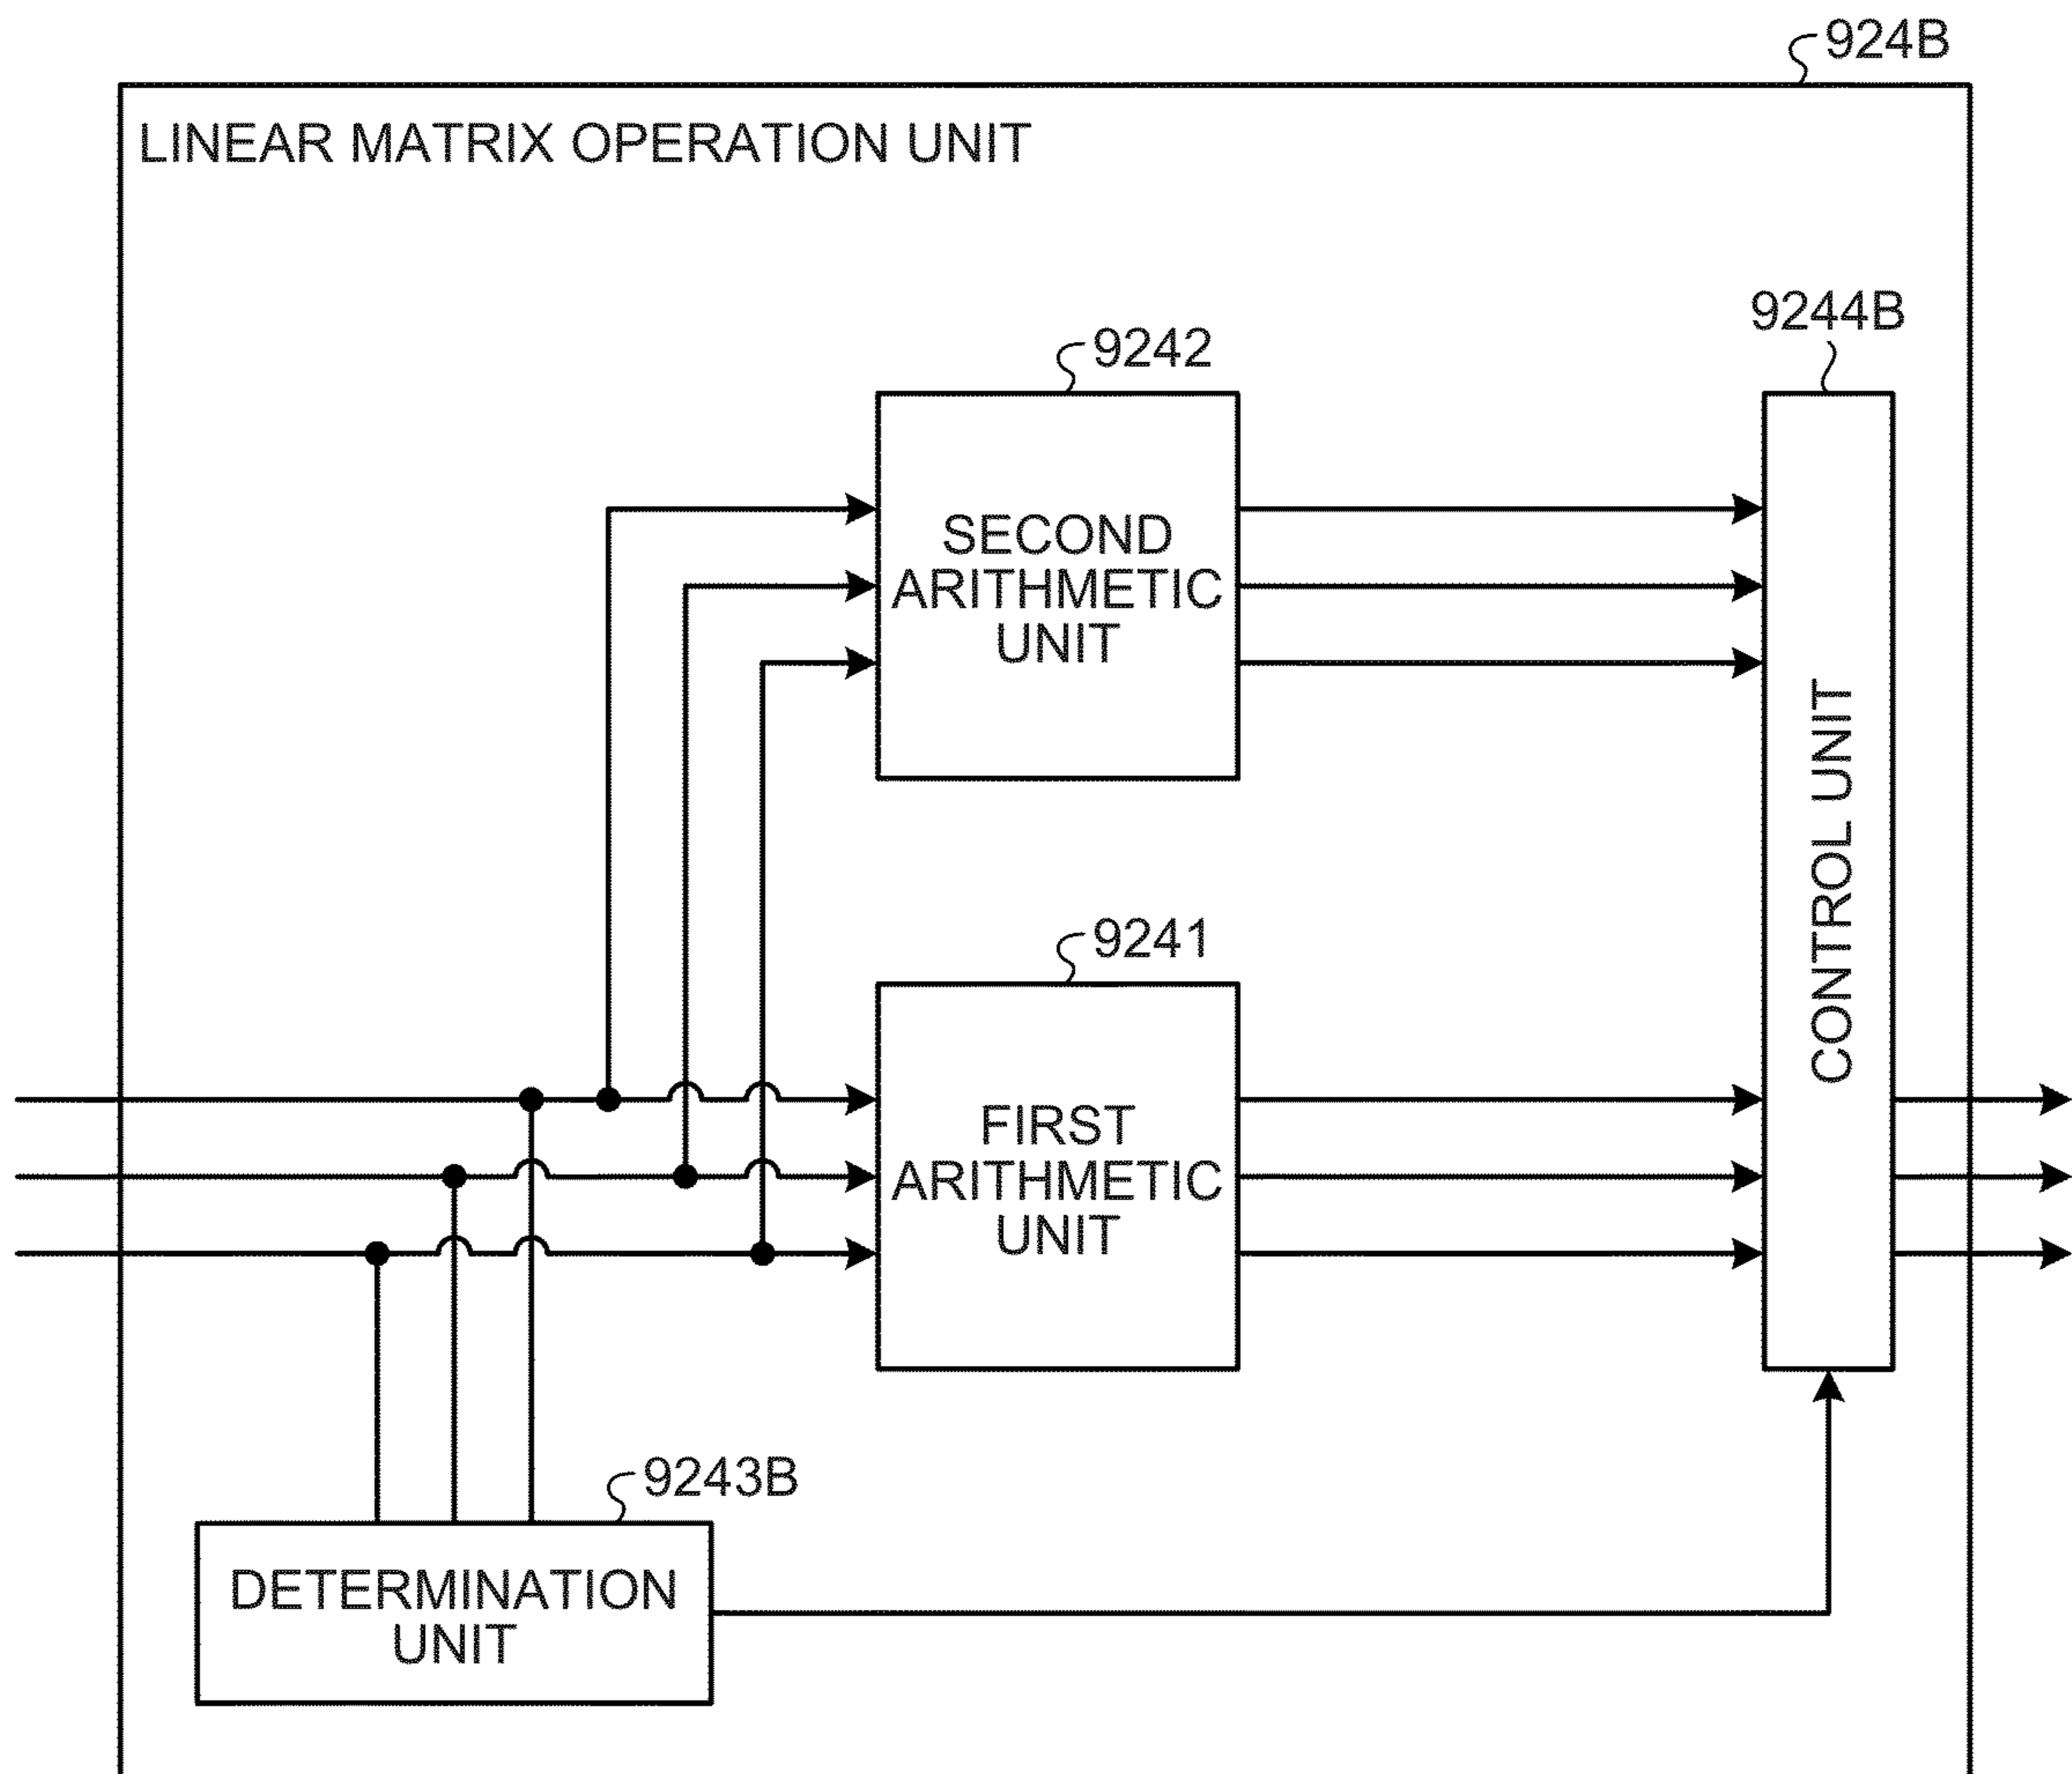 924B
LINEAR MATRIX OPERATION UNIT
9244B
9242
SECOND
ARITHMETIC
UNIT
CONTROL UNIT
9241
FIRST
ARITHMETIC
UNIT
9243B
DETERMINATION
UNIT